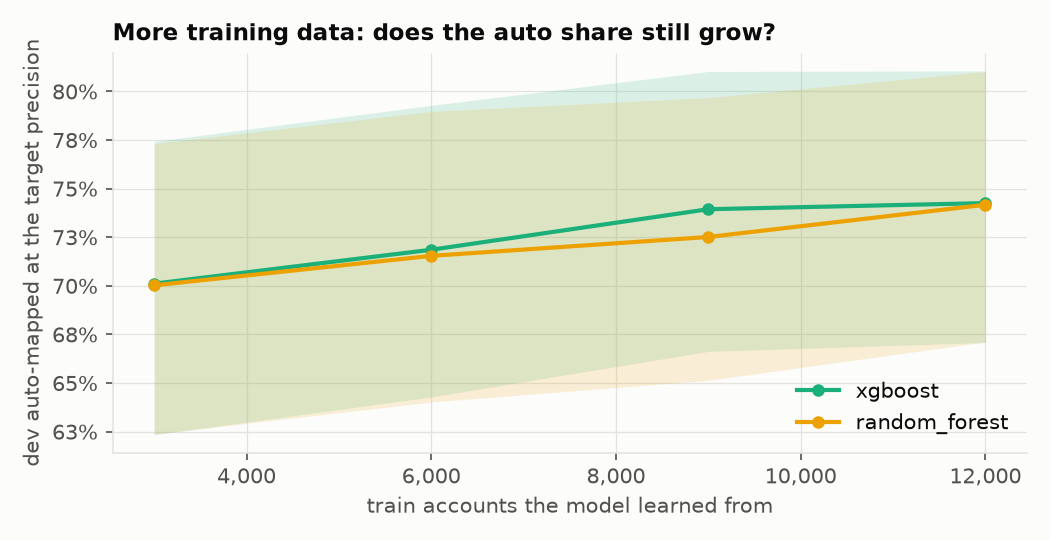 More training data: does the auto share still grow?
dev auto-mapped at the target precision
80%
78%
75%
73%
70%
68%
65%
63%
xgboost
random_forest
4,000
6,000
8,000
10,000
12,000
train accounts the model learned from